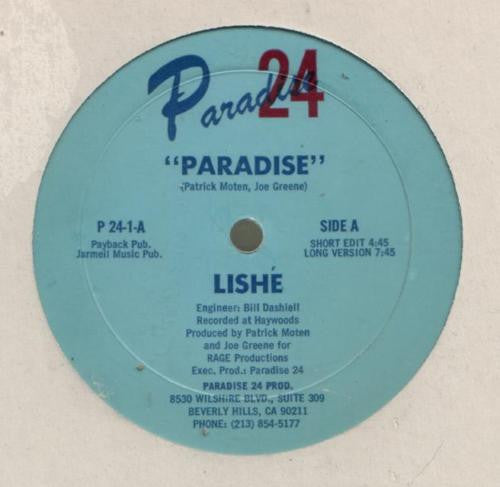 Paradise 24
"PARADISE"
(Patrick Moten, Joe Greene)
P 24-1-A
Payback Pub.
Jarmell Music Pub.
SIDE A
SHORT EDIT 4:45
LONG VERSION 7:45
LISHÉ
Engineer: Bill Dashiell
Recorded at Haywoods
Produced by Patrick Moten
and Joe Greene for
RAGE Productions
Exec. Prod.: Paradise 24
PARADISE 24 PROD.
8530 WILSHIRE BLVD., SUITE 309
BEVERLY HILLS, CA 90211
PHONE: (213) 854-5177